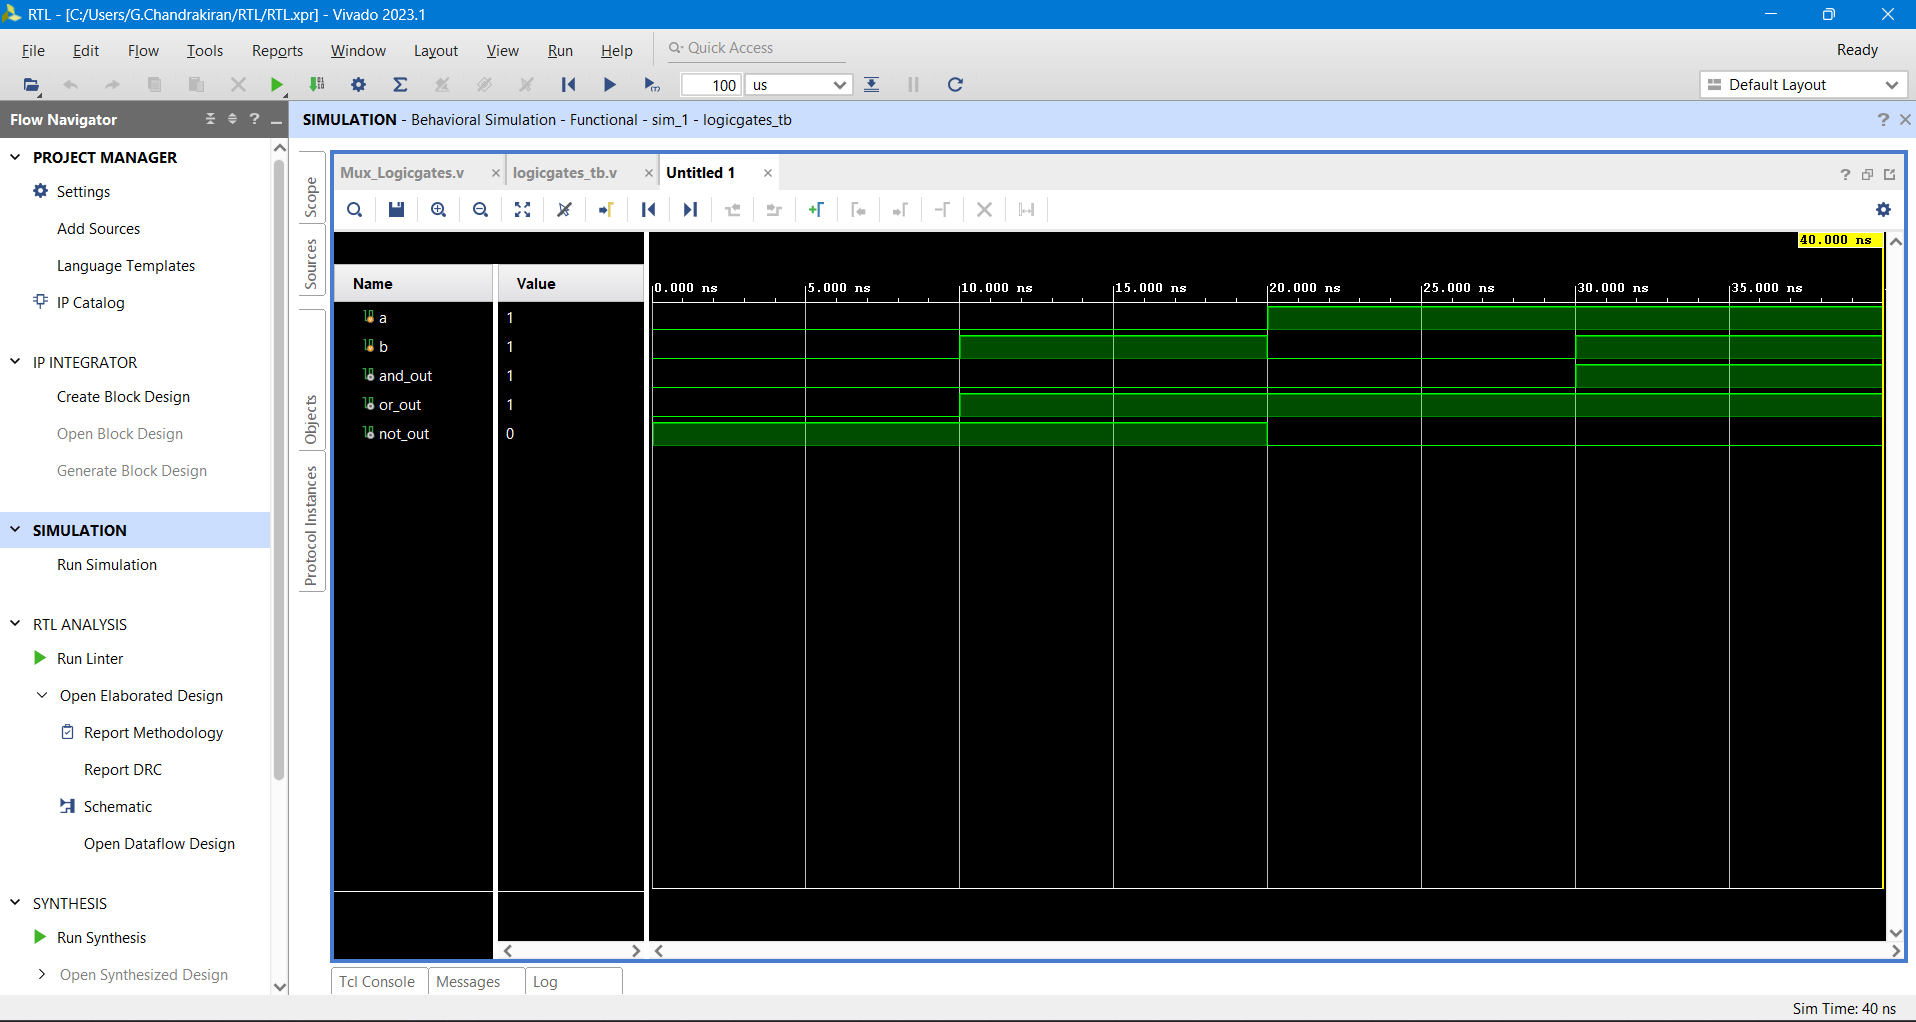 RTL - [C:/Users/G.Chandrakiran/RTL/RTL.xpr] - Vivado 2023.1
File Edit Flow Tools Reports Window Layout View Run Help Quick Access Ready
100 us Default Layout
Flow Navigator
PROJECT MANAGER
Settings
Add Sources
Language Templates
IP Catalog
IP INTEGRATOR
Create Block Design
Open Block Design
Generate Block Design
SIMULATION
Run Simulation
RTL ANALYSIS
Run Linter
Open Elaborated Design
Report Methodology
Report DRC
Schematic
Open Dataflow Design
SYNTHESIS
Run Synthesis
Open Synthesized Design
SIMULATION - Behavioral Simulation - Functional - sim_1 - logicgates_tb
Scope
Sources
Objects
Protocol Instances
Mux_Logicgates.v logicgates_tb.v Untitled 1
40.000 ns
Name Value
0.000 ns 5.000 ns 10.000 ns 15.000 ns 20.000 ns 25.000 ns 30.000 ns 35.000 ns
a 1
b 1
and_out 1
or_out 1
not_out 0
Tcl Console Messages Log
Sim Time: 40 ns